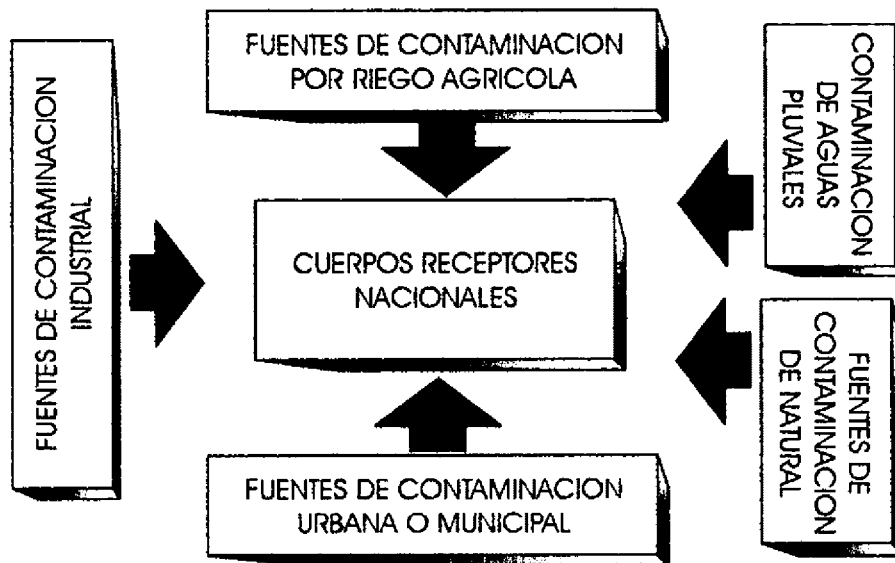 FUENTES DE CONTAMINACION
POR RIEGO AGRICOLA
FUENTES DE CONTAMINACION
INDUSTRIAL
CUERPOS RECEPTORES
NACIONALES
CONTAMINACION
DE AGUAS
PLUVIALES
FUENTES DE
CONTAMINACION
DE NATURAL
FUENTES DE CONTAMINACION
URBANA O MUNICIPAL